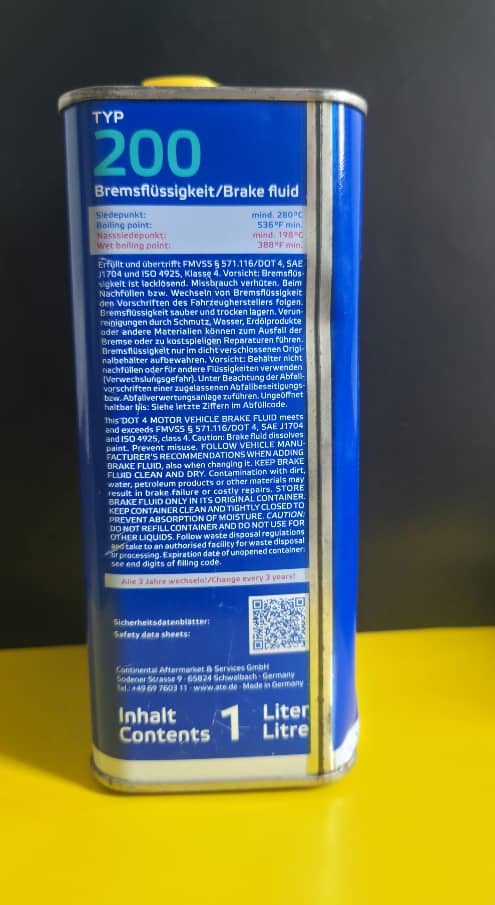 TYP
200
Bremsflüssigkeit/Brake fluid
Siedepunkt: mind. 280°C
Boiling point: 536°F min.
Nasssiedepunkt: mind. 198°C
Wet boiling point: 388°F min.
Erfüllt und übertrifft FMVSS § 571.116/DOT 4, SAE
J1704 und ISO 4925, Klasse 4. Vorsicht: Bremsflüs-
sigkeit ist lacklösend. Missbrauch verhüten. Beim
Nachfüllen bzw. Wechseln von Bremsflüssigkeit
den Vorschriften des Fahrzeugherstellers folgen.
Bremsflüssigkeit sauber und trocken lagern. Verun-
reinigungen durch Schmutz, Wasser, Erdölprodukte
oder andere Materialien können zum Ausfall der
Bremse oder zu kostspieligen Reparaturen führen.
Bremsflüssigkeit nur im dicht verschlossenen Origi-
nalbehälter aufbewahren. Vorsicht: Behälter nicht
nachfüllen oder für andere Flüssigkeiten verwenden
(Verwechslungsgefahr). Unter Beachtung der Abfall-
vorschriften einer zugelassenen Abfallbeseitigungs-
bzw. Abfallverwertungsanlage zuführen. Ungeöffnet
haltbar bis: Siehe letzte Ziffern im Abfüllcode.
This DOT 4 MOTOR VEHICLE BRAKE FLUID meets
and exceeds FMVSS § 571.116/DOT 4, SAE J1704
and ISO 4925, class 4. Caution: Brake fluid dissolves
paint. Prevent misuse. FOLLOW VEHICLE MANU-
FACTURER'S RECOMMENDATIONS WHEN ADDING
BRAKE FLUID, also when changing it. KEEP BRAKE
FLUID CLEAN AND DRY. Contamination with dirt,
water, petroleum products or other materials may
result in brake failure or costly repairs. STORE
BRAKE FLUID ONLY IN ITS ORIGINAL CONTAINER.
KEEP CONTAINER CLEAN AND TIGHTLY CLOSED TO
PREVENT ABSORPTION OF MOISTURE. CAUTION:
DO NOT REFILL CONTAINER AND DO NOT USE FOR
OTHER LIQUIDS. Follow waste disposal regulations
and take to an authorised facility for waste disposal
or processing. Expiration date of unopened container:
see end digits of filling code.
Alle 3 Jahre wechseln!/Change every 3 years!
Sicherheitsdatenblätter:
Safety data sheets:
Continental Aftermarket & Services GmbH
Sodener Strasse 9 · 65824 Schwalbach · Germany
Tel.: +49 69 7603 11 · www.ate.de · Made in Germany
Inhalt 1 Liter
Contents Litre